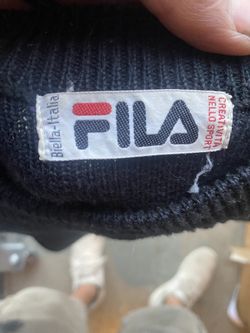 Biella-Italia
FILA
CREATIVITA'
NELLO SPORT